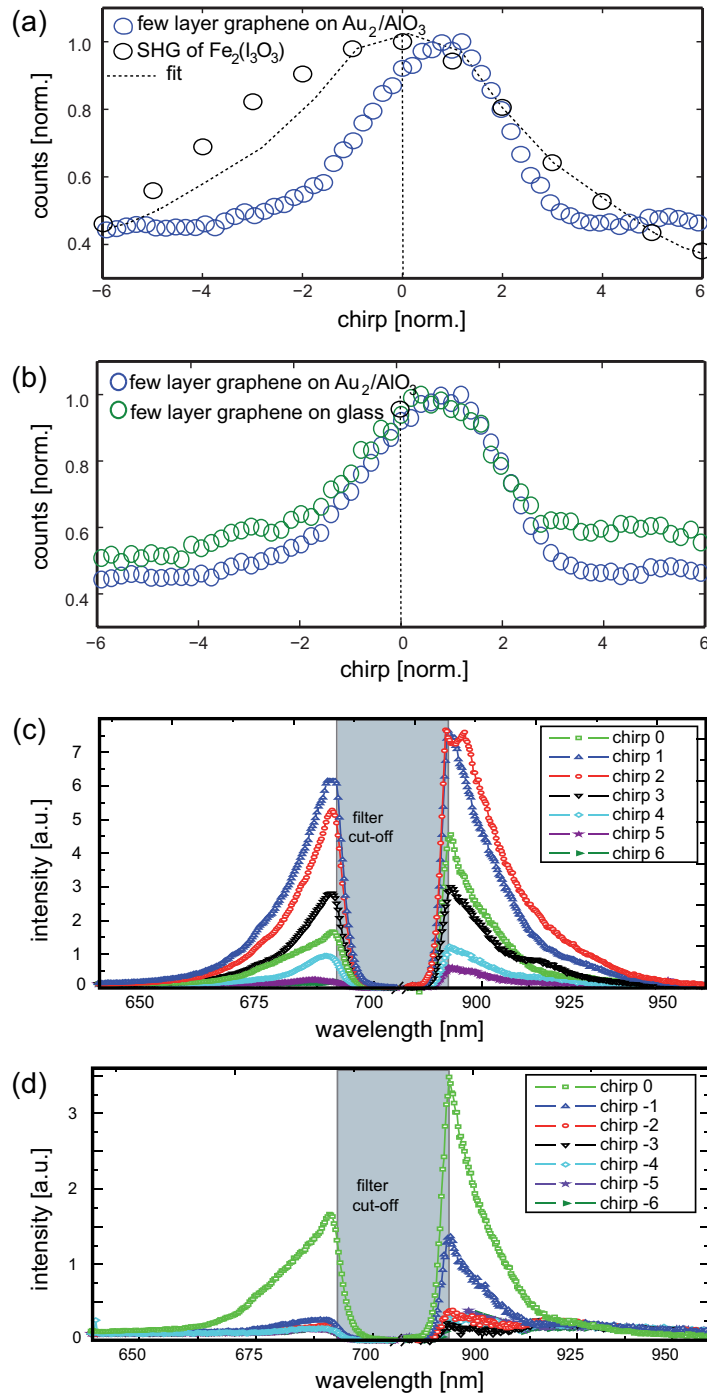 (a)
few layer graphene on Au2/AlO3
SHG of Fe2(I3O3)
fit
counts [norm.]
1.0
0.8
0.6
0.4
−6 −4 −2 0 2 4 6
chirp [norm.]
(b)
few layer graphene on Au2/AlO3
few layer graphene on glass
counts [norm.]
1.0
0.8
0.6
0.4
−6 −4 −2 0 2 4 6
chirp [norm.]
(c)
intensity [a.u.]
7
6
5
4
3
2
1
0
filter
cut-off
chirp 0
chirp 1
chirp 2
chirp 3
chirp 4
chirp 5
chirp 6
650 675 700 900 925 950
wavelength [nm]
(d)
intensity [a.u.]
3
2
1
0
filter
cut-off
chirp 0
chirp -1
chirp -2
chirp -3
chirp -4
chirp -5
chirp -6
650 675 700 900 925 950
wavelength [nm]